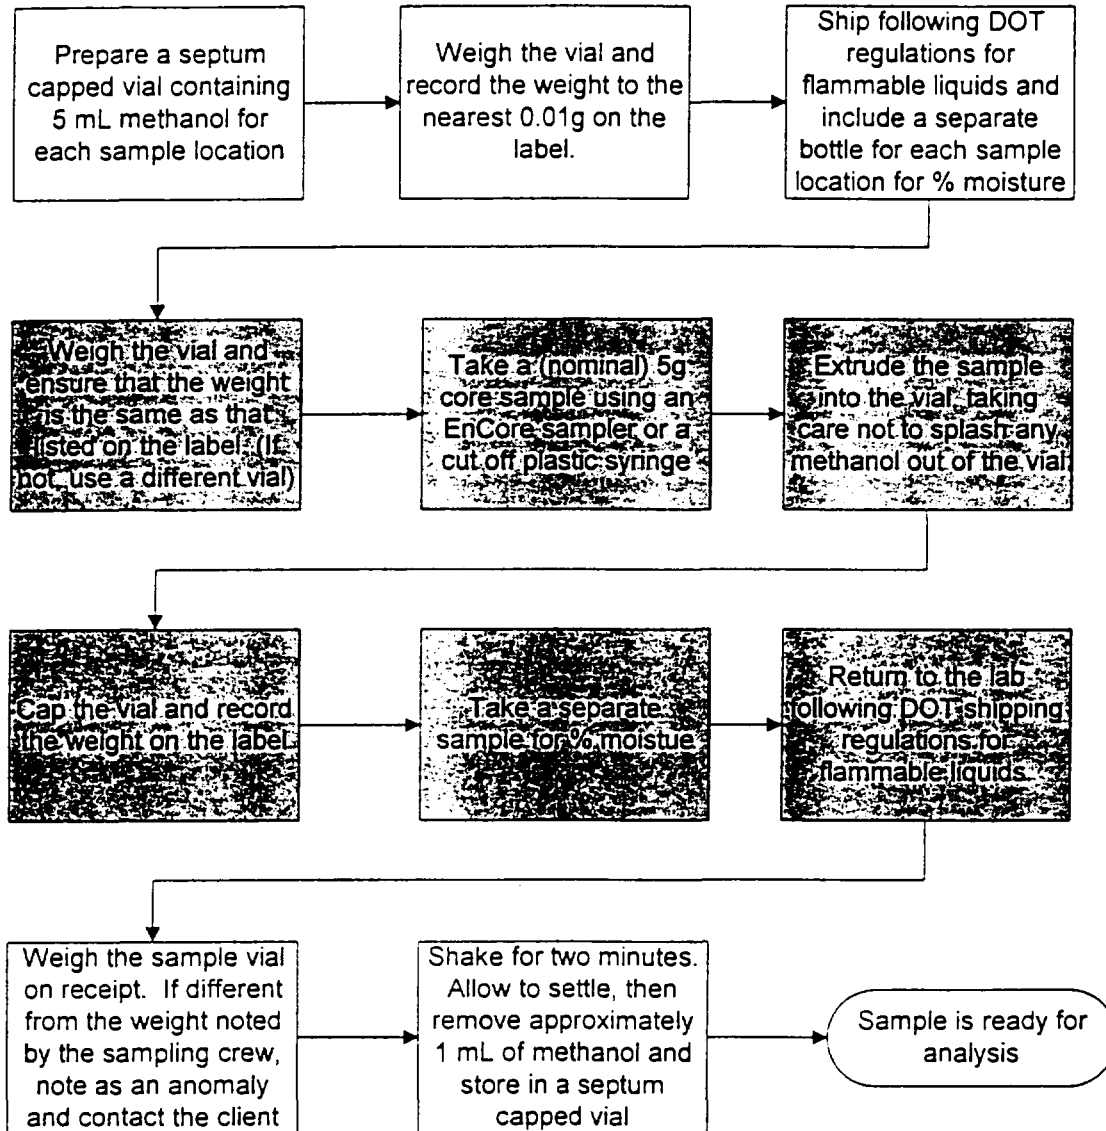 Prepare a septum
capped vial containing
5 mL methanol for
each sample location
Weigh the vial and
record the weight to the
nearest 0.01g on the
label.
Ship following DOT
regulations for
flammable liquids and
include a separate
bottle for each sample
location for % moisture
Weigh the vial and
ensure that the weight
is the same as that
listed on the label. (If
not, use a different vial)
Take a (nominal) 5g
core sample using an
EnCore sampler or a
cut off plastic syringe
Extrude the sample
into the vial, taking
care not to splash any
methanol out of the vial.
Cap the vial and record
the weight on the label
Take a separate
sample for % moistue
Return to the lab
following DOT shipping
regulations for
flammable liquids.
Weigh the sample vial
on receipt. If different
from the weight noted
by the sampling crew,
note as an anomaly
and contact the client
Shake for two minutes.
Allow to settle, then
remove approximately
1 mL of methanol and
store in a septum
capped vial
Sample is ready for
analysis